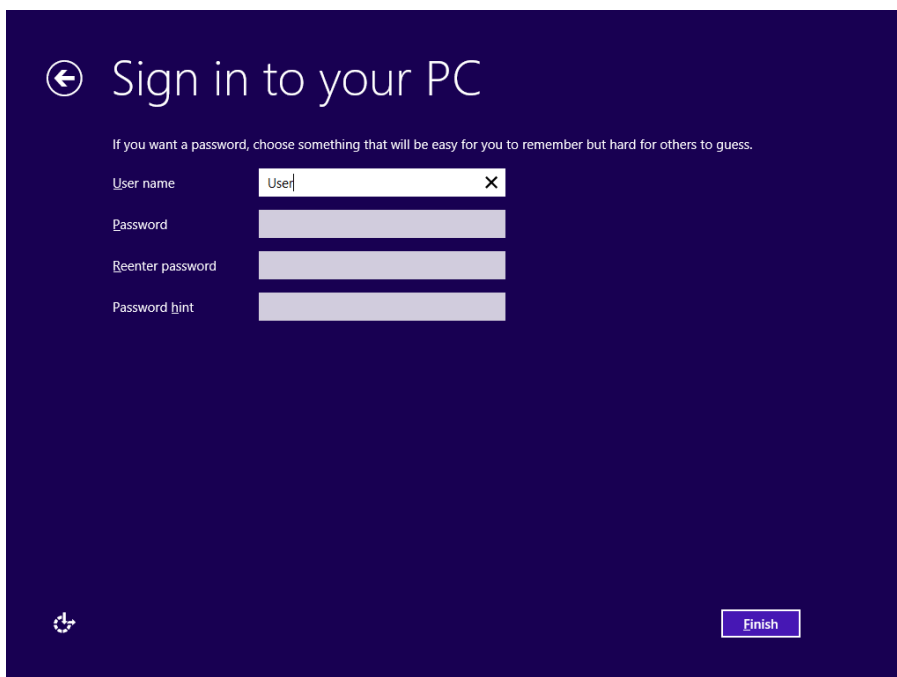 Sign in to your PC
If you want a password, choose something that will be easy for you to remember but hard for others to guess.
User name
User
Password
Reenter password
Password hint
Finish